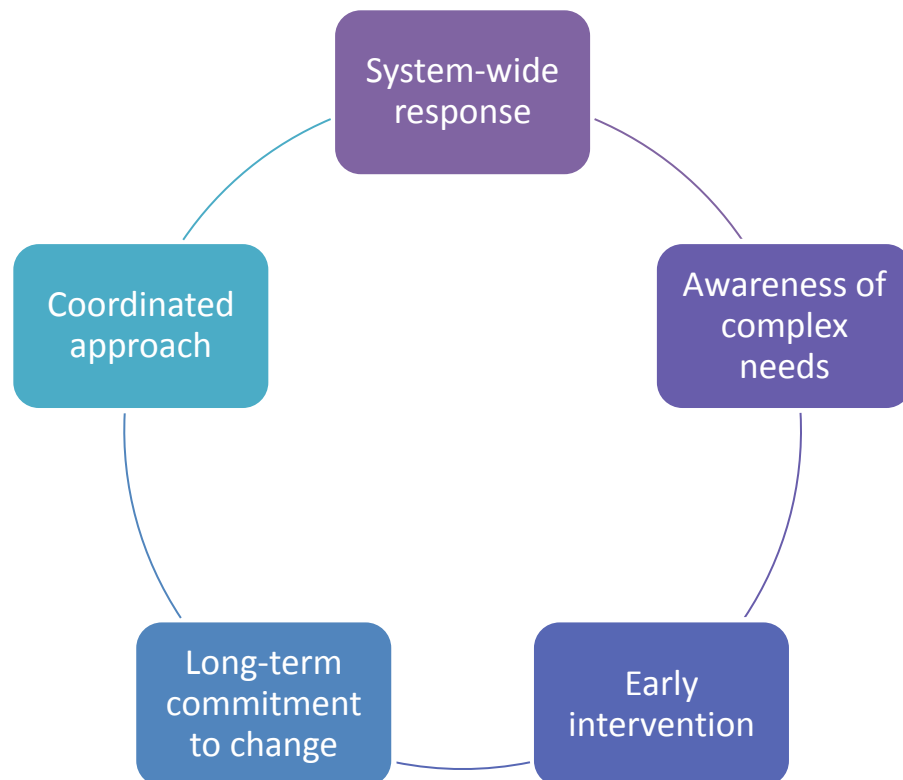 System-wide
response
Awareness of
complex
needs
Early
intervention
Long-term
commitment
to change
Coordinated
approach